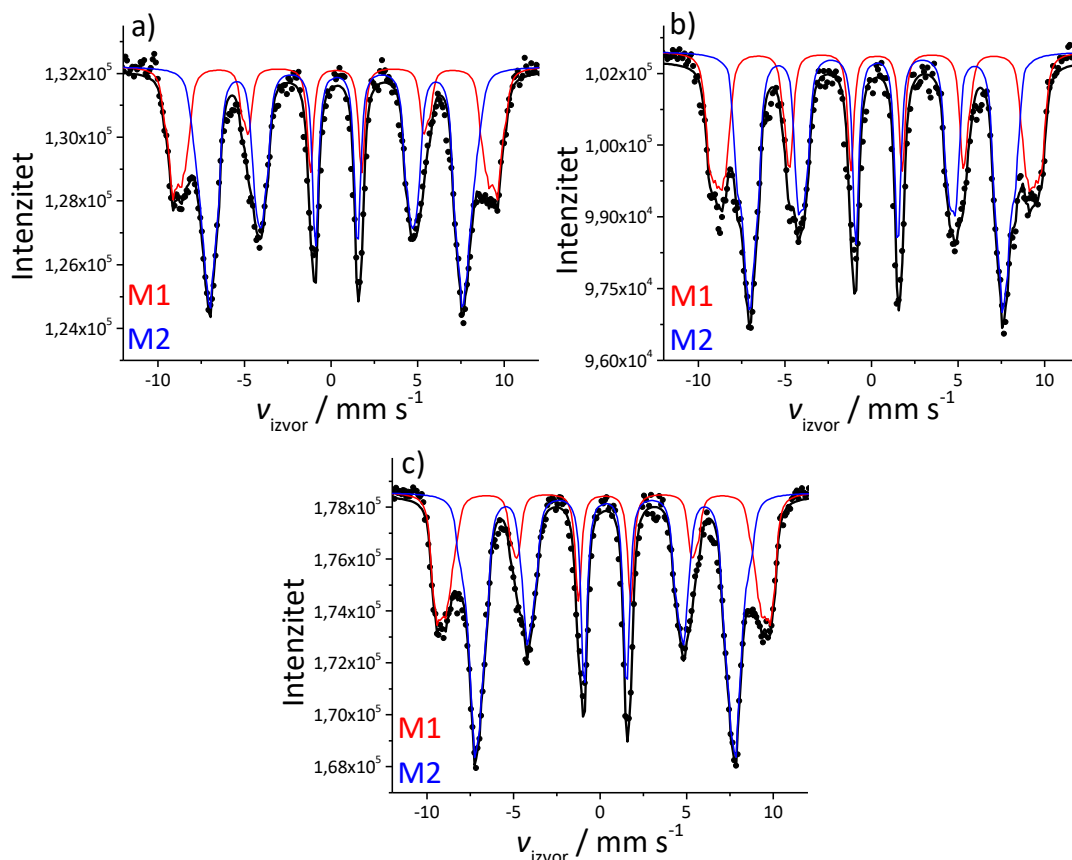 a)
Intenzitet
1,32x10⁵
1,30x10⁵
1,28x10⁵
1,26x10⁵
1,24x10⁵
M1
M2
-10 -5 0 5 10
v_izvor / mm s⁻¹
b)
Intenzitet
1,02x10⁵
1,00x10⁵
9,90x10⁴
9,75x10⁴
9,60x10⁴
M1
M2
-10 -5 0 5 10
v_izvor / mm s⁻¹
c)
Intenzitet
1,78x10⁵
1,76x10⁵
1,74x10⁵
1,72x10⁵
1,70x10⁵
1,68x10⁵
M1
M2
-10 -5 0 5 10
v_izvor / mm s⁻¹